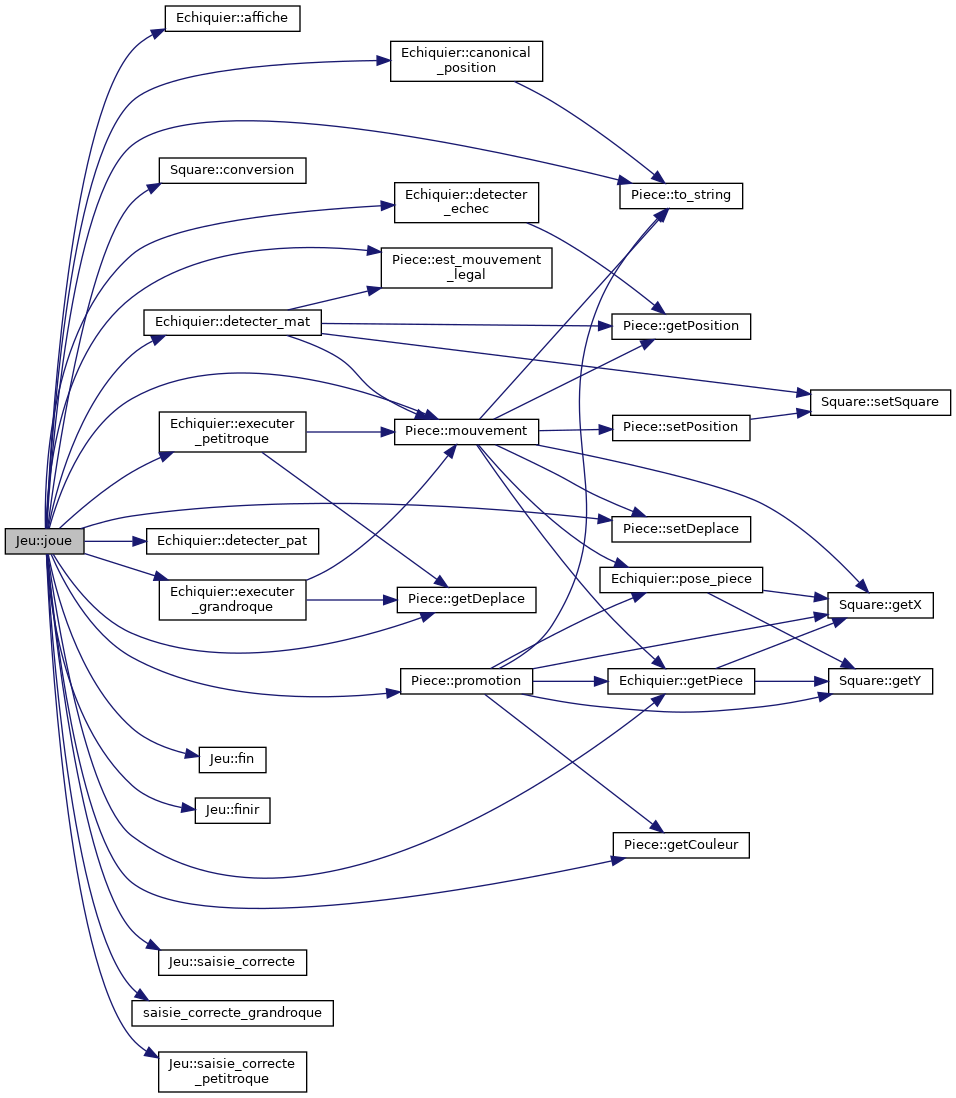 Echiquier::affiche
Echiquier::canonical
_position
Square::conversion
Echiquier::detecter
_echec
Piece::to_string
Piece::est_mouvement
_legal
Echiquier::detecter_mat
Piece::getPosition
Square::setSquare
Echiquier::executer
_petitroque
Piece::mouvement
Piece::setPosition
Jeu::joue
Echiquier::detecter_pat
Piece::setDeplace
Echiquier::executer
_grandroque
Piece::getDeplace
Echiquier::pose_piece
Square::getX
Piece::promotion
Echiquier::getPiece
Square::getY
Jeu::fin
Jeu::finir
Piece::getCouleur
Jeu::saisie_correcte
saisie_correcte_grandroque
Jeu::saisie_correcte
_petitroque